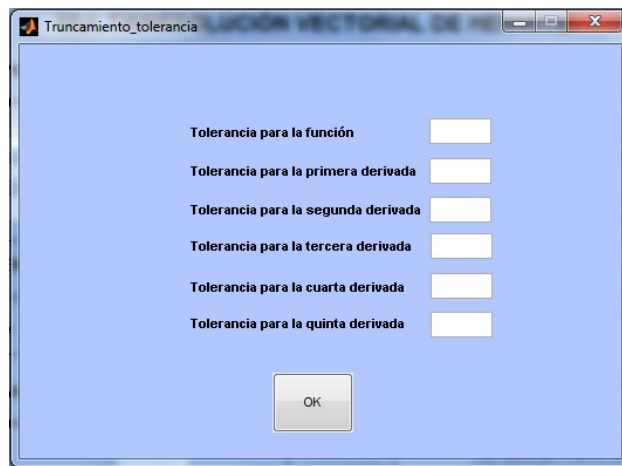 Truncamiento_tolerancia
Tolerancia para la función
Tolerancia para la primera derivada
Tolerancia para la segunda derivada
Tolerancia para la tercera derivada
Tolerancia para la cuarta derivada
Tolerancia para la quinta derivada
OK